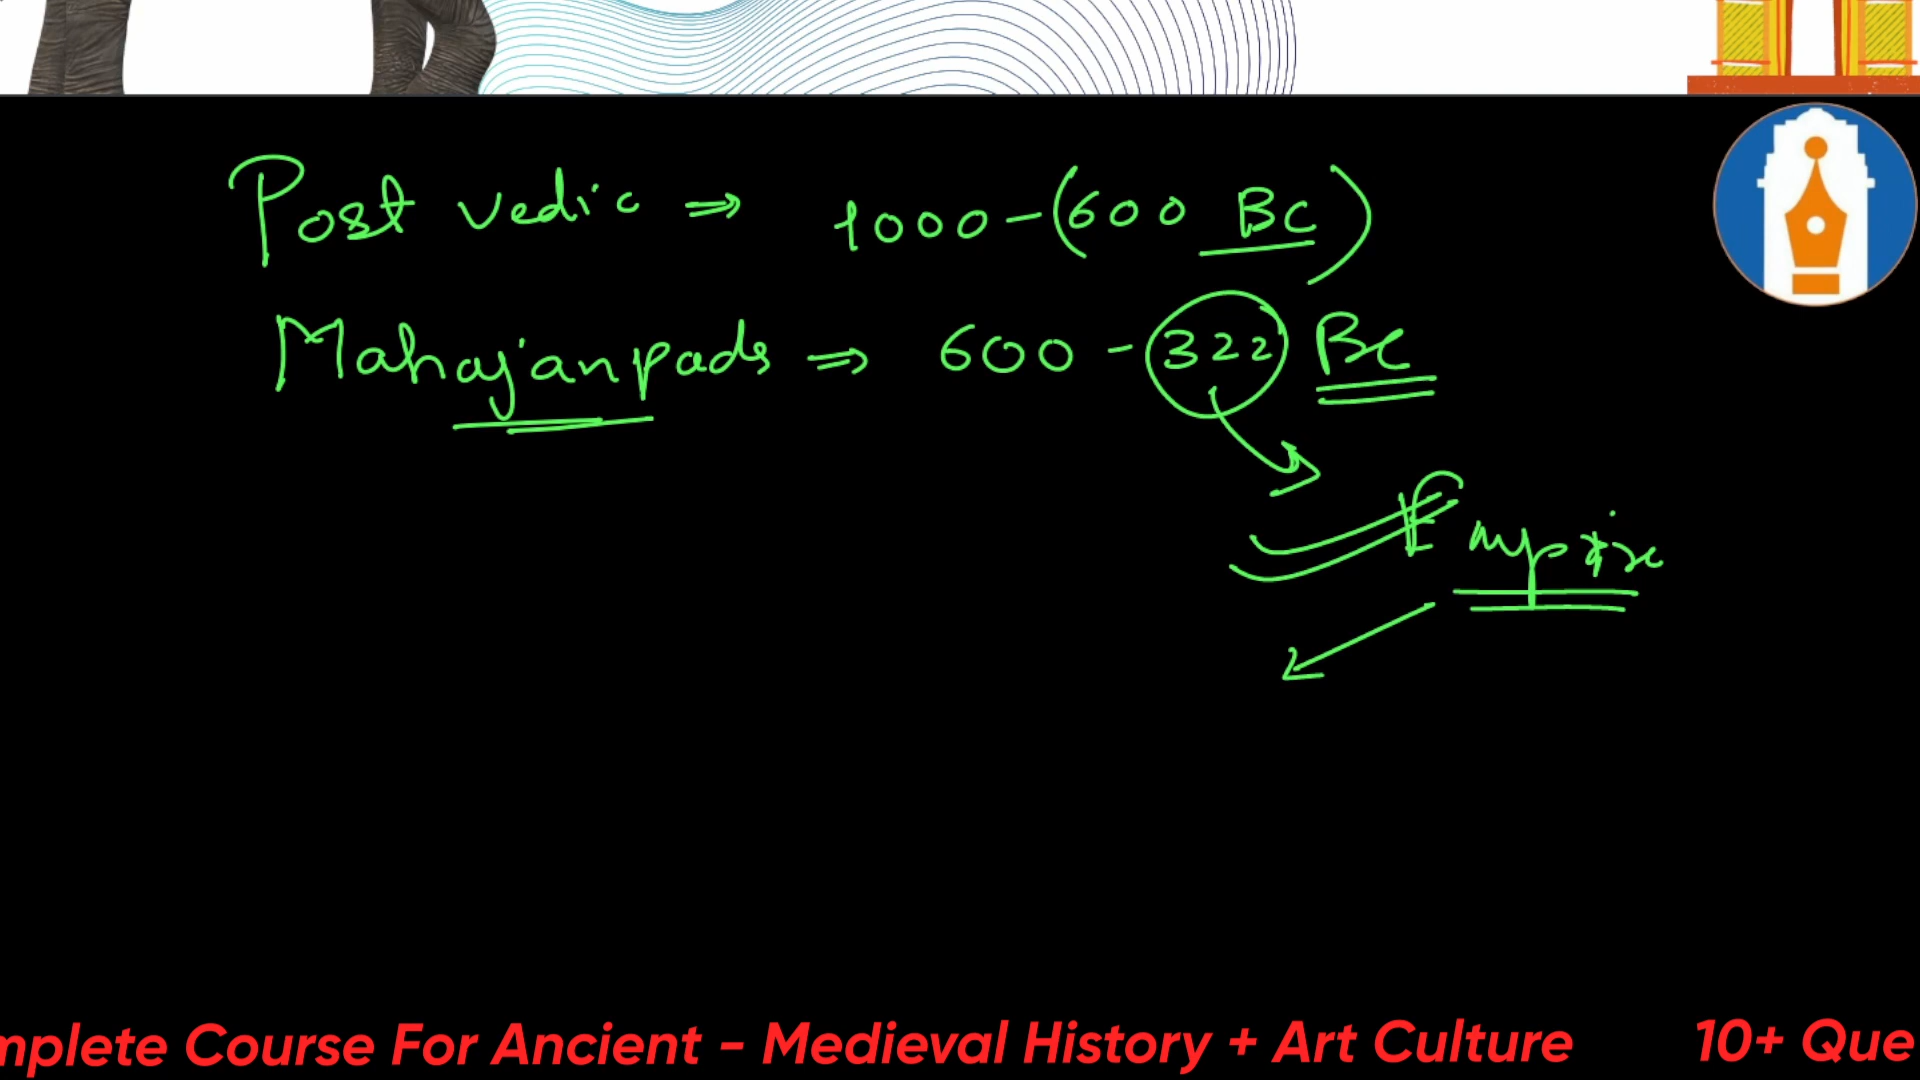 Post vedic ⇒ 1000-(600 BC)
Mahajanpads ⇒ 600-322 BC
Empire
mplete Course For Ancient - Medieval History + Art Culture 10+ Que